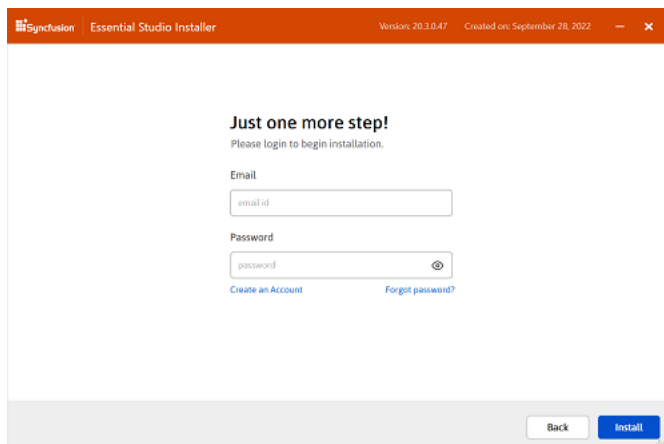 Syncfusion Essential Studio Installer Version: 20.3.0.47 Created on: September 28, 2022
Just one more step!
Please login to begin installation.
Email
email id
Password
password
Create an Account Forgot password?
Back Install